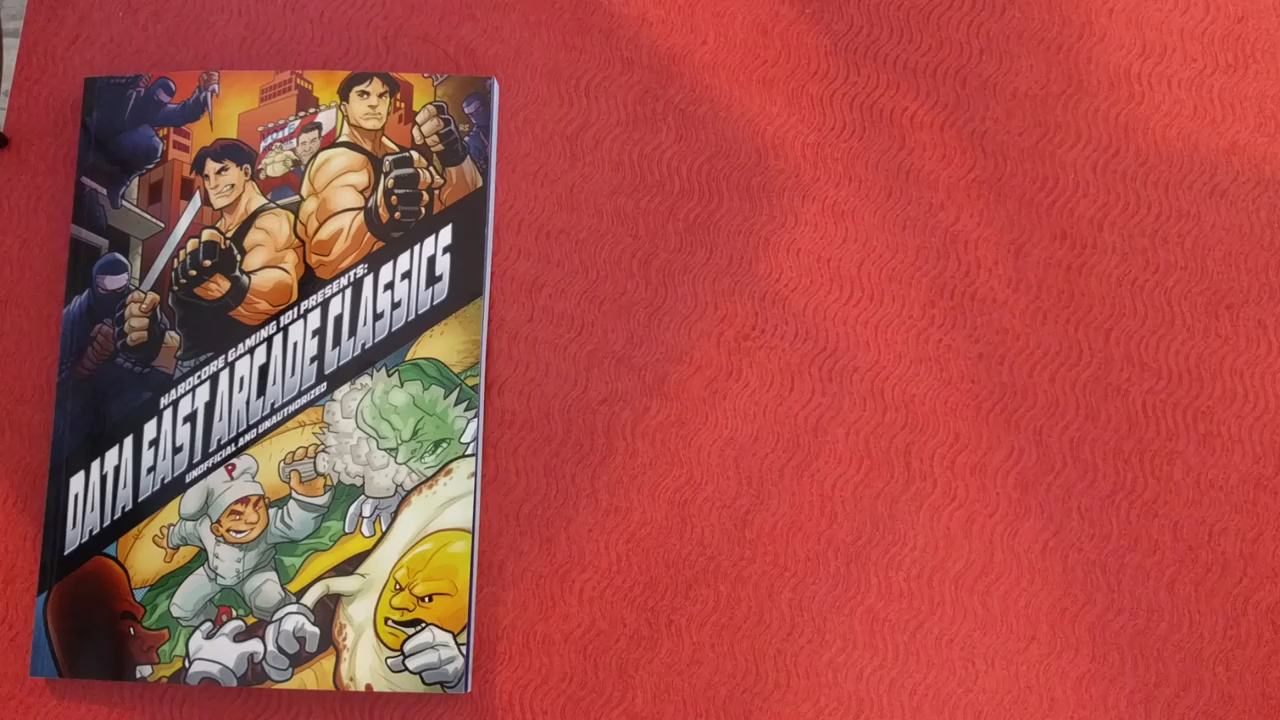 HARDCORE GAMING 101 PRESENTS:
DATA EAST ARCADE CLASSICS
UNOFFICIAL AND UNAUTHORIZED
P